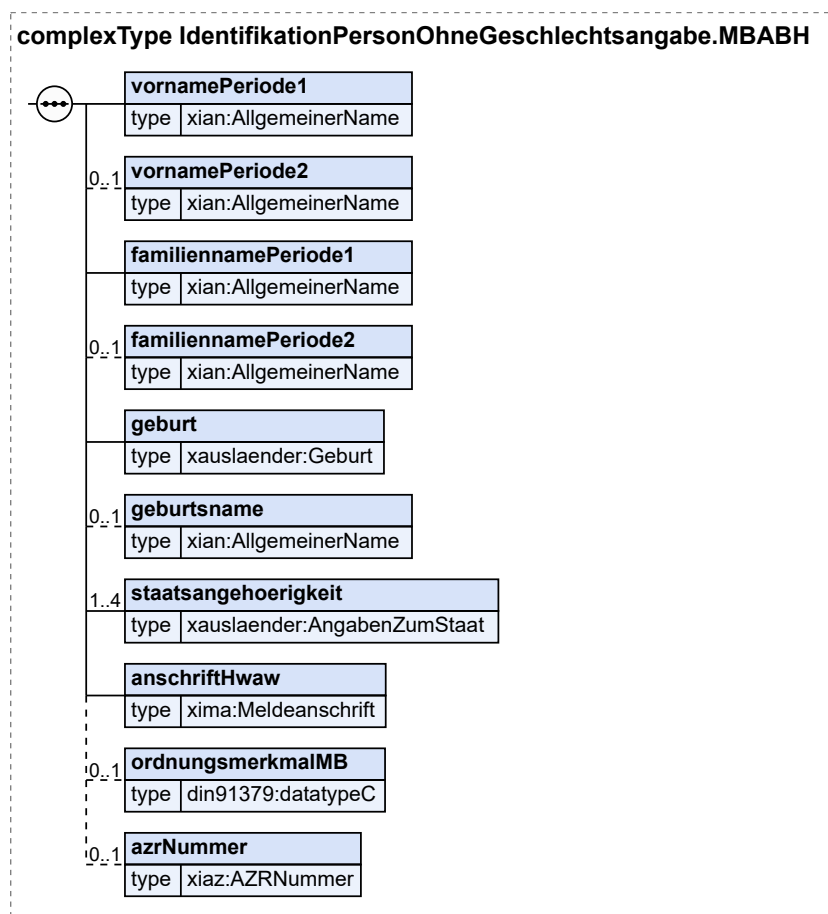 complexType IdentifikationPersonOhneGeschlechtsangabe.MBABH
vornamePeriode1
type xian:AllgemeinerName
0..1 vornamePeriode2
type xian:AllgemeinerName
familiennamePeriode1
type xian:AllgemeinerName
0..1 familiennamePeriode2
type xian:AllgemeinerName
geburt
type xauslaender:Geburt
0..1 geburtsname
type xian:AllgemeinerName
1..4 staatsangehoerigkeit
type xauslaender:AngabenZumStaat
anschriftHwaw
type xima:Meldeanschrift
0..1 ordnungsmerkmalMB
type din91379:datatypeC
0..1 azrNummer
type xiaz:AZRNummer